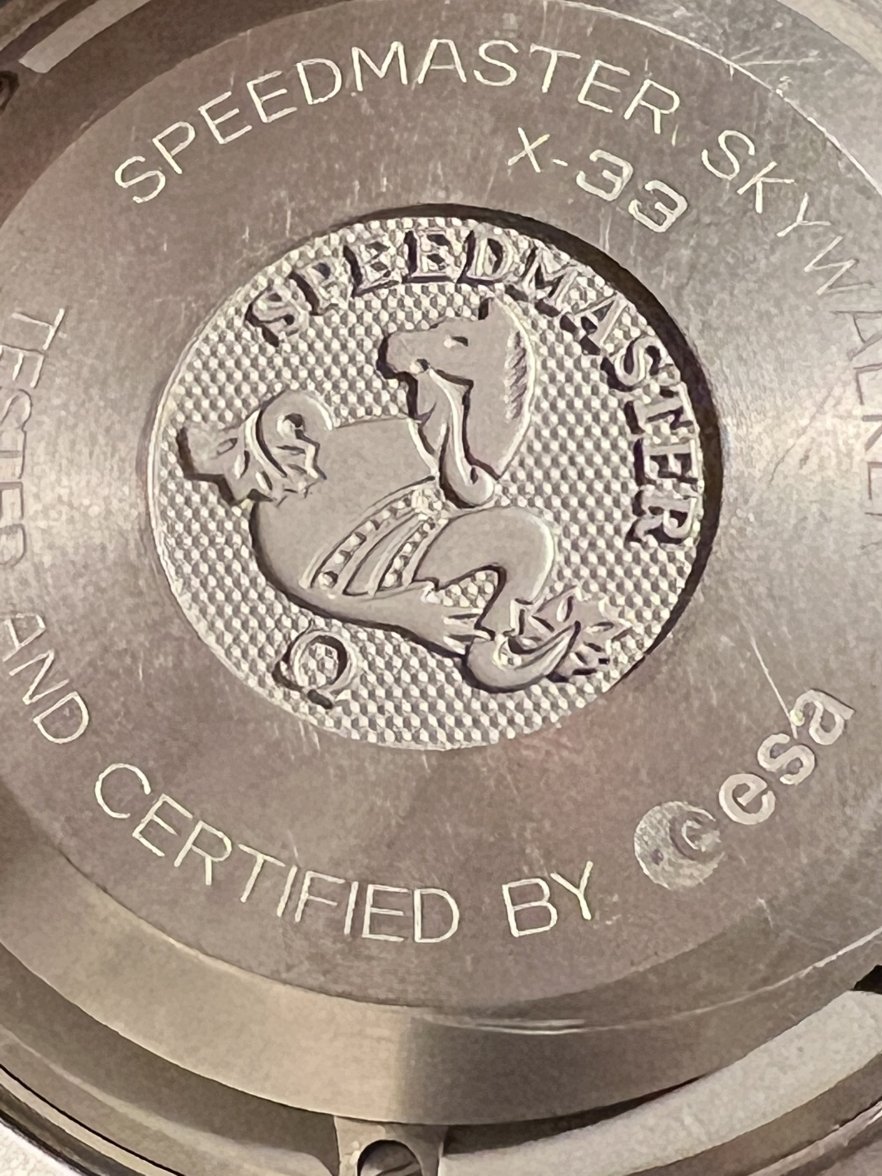 SPEEDMASTER SKYWALKER
X-33
SPEEDMASTER
Ω
TESTED AND CERTIFIED BY esa